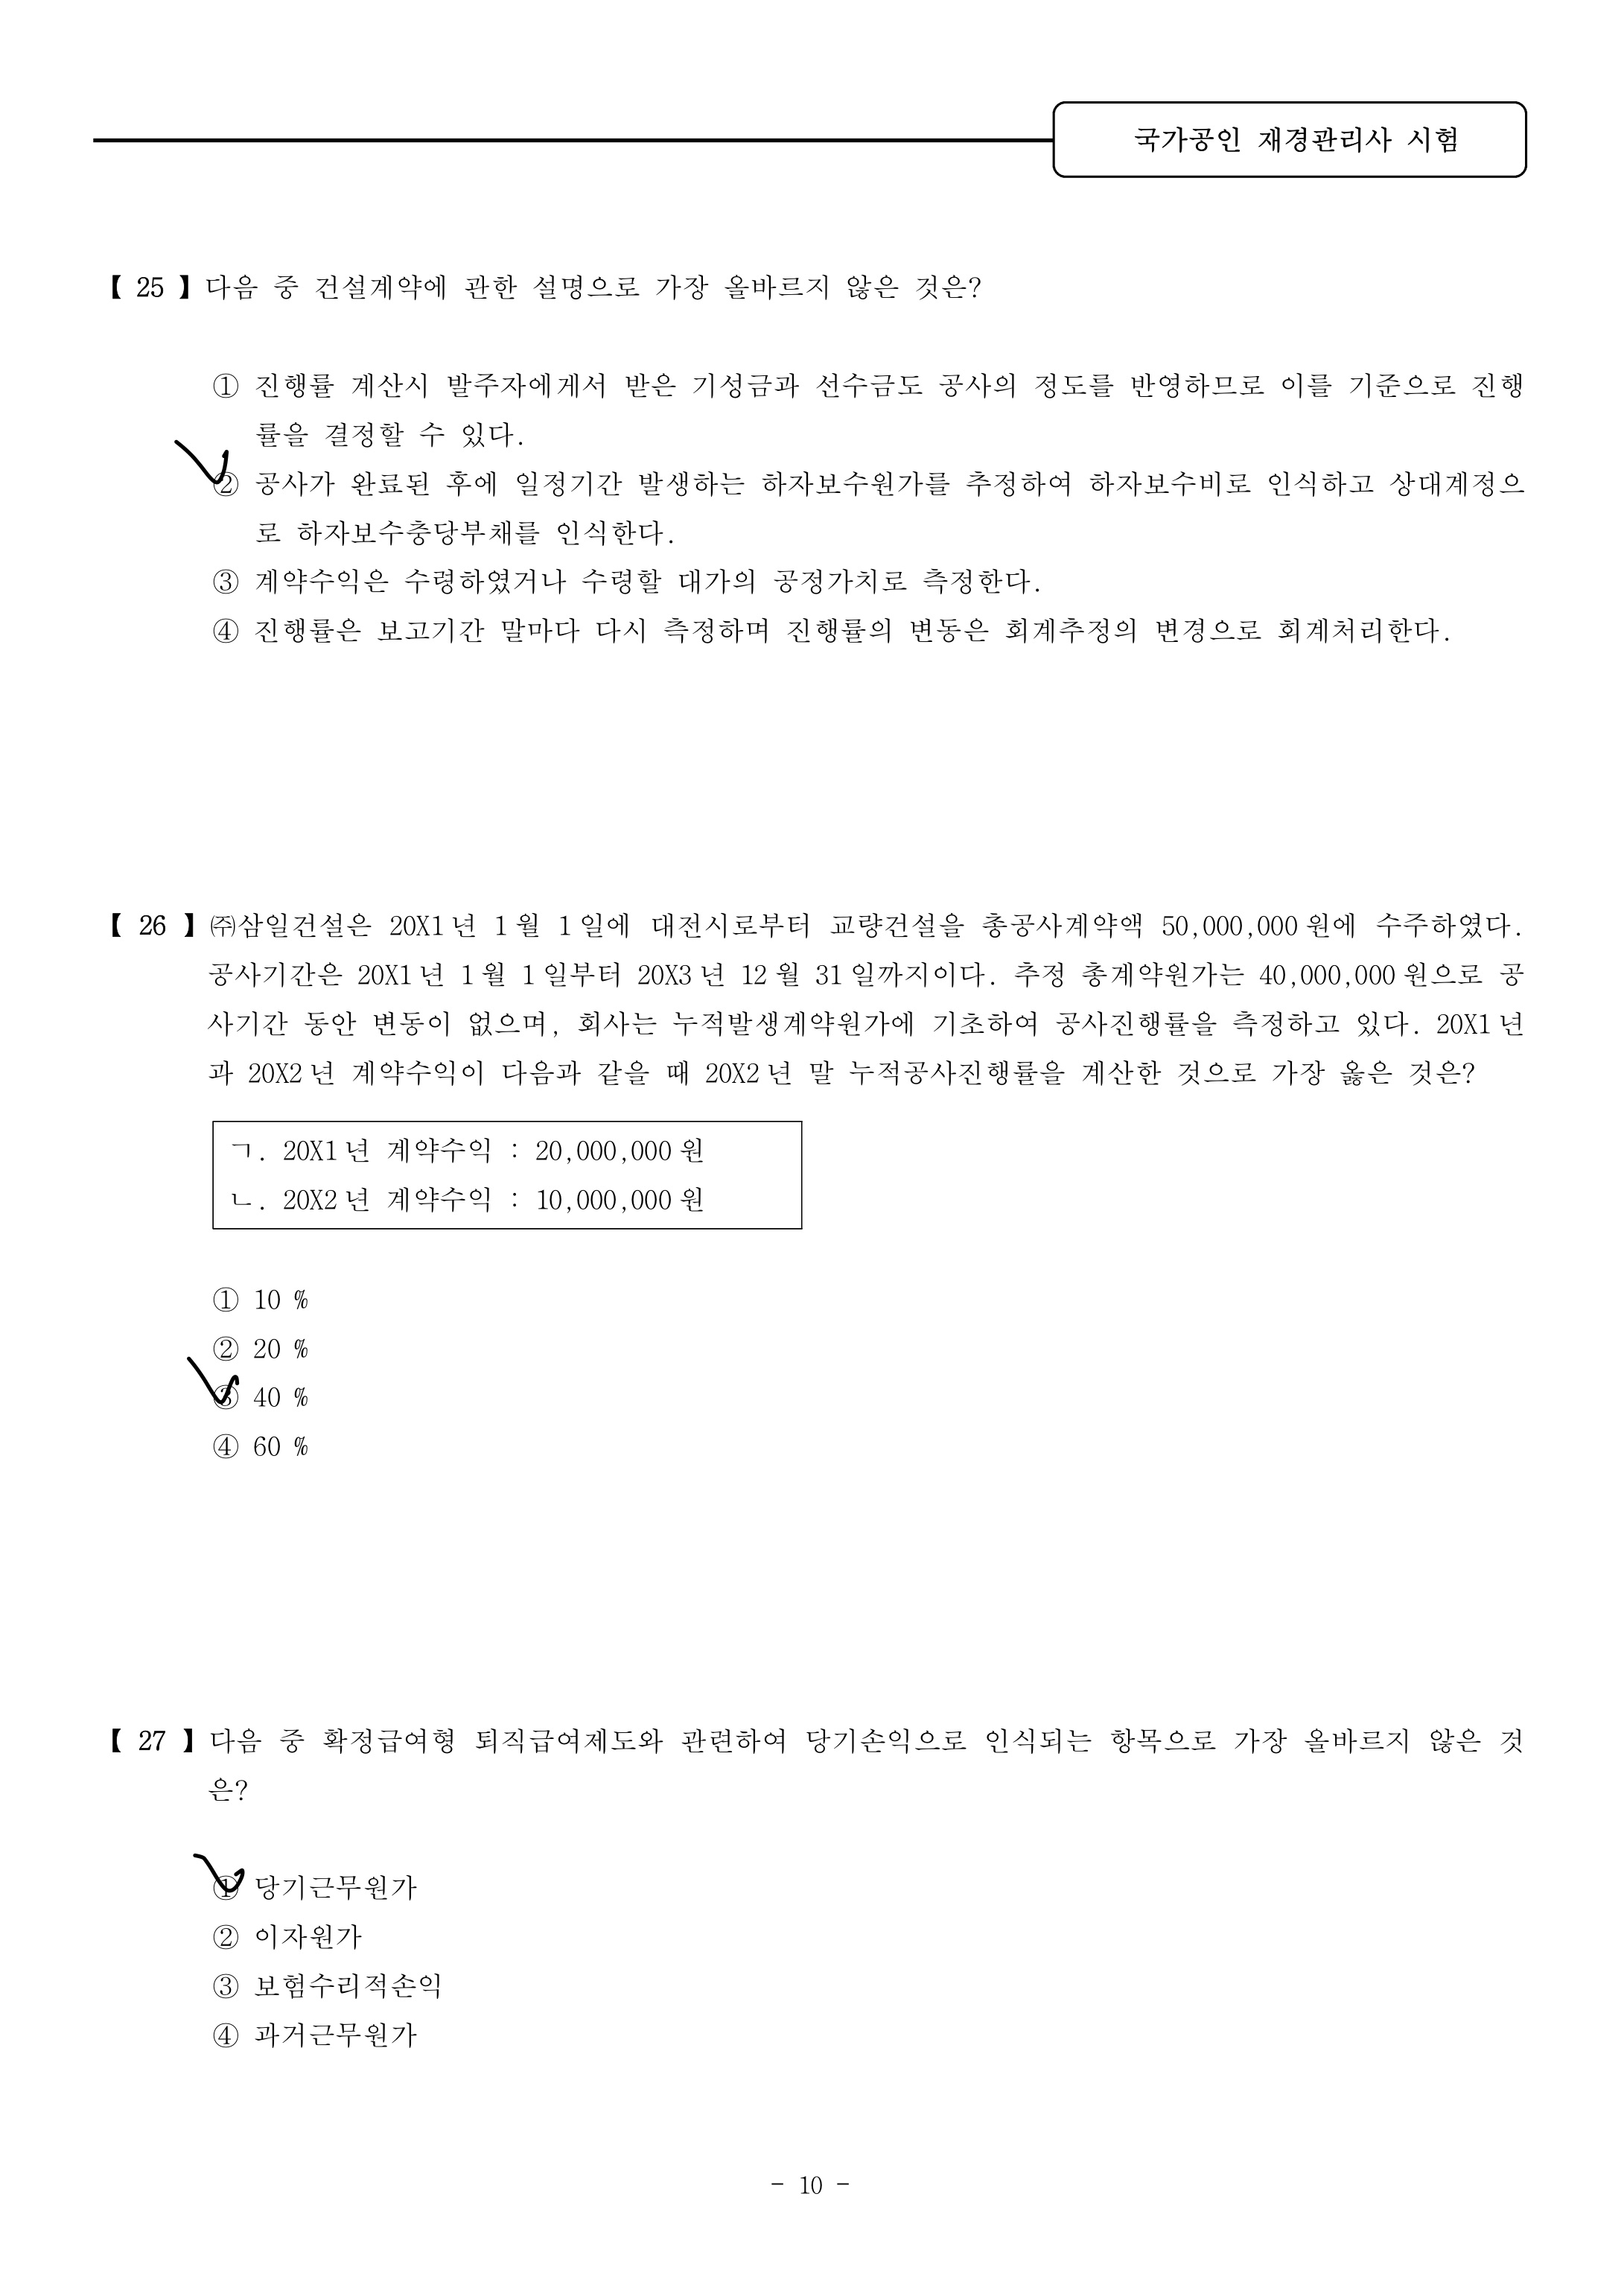 국가공인 재경관리사 시험
【 25 】 다음 중 건설계약에 관한 설명으로 가장 올바르지 않은 것은?
① 진행률 계산시 발주자에게서 받은 기성금과 선수금도 공사의 정도를 반영하므로 이를 기준으로 진행
률을 결정할 수 있다.
② 공사가 완료된 후에 일정기간 발생하는 하자보수원가를 추정하여 하자보수비로 인식하고 상대계정으
로 하자보수충당부채를 인식한다.
③ 계약수익은 수령하였거나 수령할 대가의 공정가치로 측정한다.
④ 진행률은 보고기간 말마다 다시 측정하며 진행률의 변동은 회계추정의 변경으로 회계처리한다.
【 26 】 ㈜삼일건설은 20X1년 1월 1일에 대전시로부터 교량건설을 총공사계약액 50,000,000원에 수주하였다.
공사기간은 20X1년 1월 1일부터 20X3년 12월 31일까지이다. 추정 총계약원가는 40,000,000원으로 공
사기간 동안 변동이 없으며, 회사는 누적발생계약원가에 기초하여 공사진행률을 측정하고 있다. 20X1년
과 20X2년 계약수익이 다음과 같을 때 20X2년 말 누적공사진행률을 계산한 것으로 가장 옳은 것은?
ㄱ. 20X1년 계약수익 : 20,000,000원
ㄴ. 20X2년 계약수익 : 10,000,000원
① 10 %
② 20 %
③ 40 %
④ 60 %
【 27 】 다음 중 확정급여형 퇴직급여제도와 관련하여 당기손익으로 인식되는 항목으로 가장 올바르지 않은 것
은?
① 당기근무원가
② 이자원가
③ 보험수리적손익
④ 과거근무원가
- 10 -